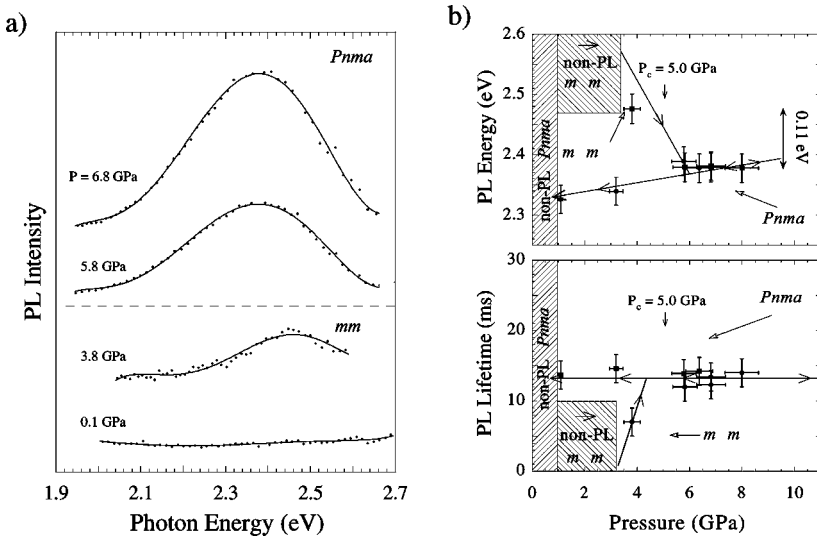 a)
Pnma
P = 6.8 GPa
5.8 GPa
mm
3.8 GPa
0.1 GPa
PL Intensity
1.9
2.1
2.3
2.5
2.7
Photon Energy (eV)
b)
2.6
2.5
2.4
2.3
2.2
PL Energy (eV)
non-PL Pnma
non-PL
m m
P_c = 5.0 GPa
m m
0.11 eV
Pnma
30
20
10
0
PL Lifetime (ms)
non-PL Pnma
P_c = 5.0 GPa
Pnma
non-PL
m m
m m
0
2
4
6
8
10
Pressure (GPa)